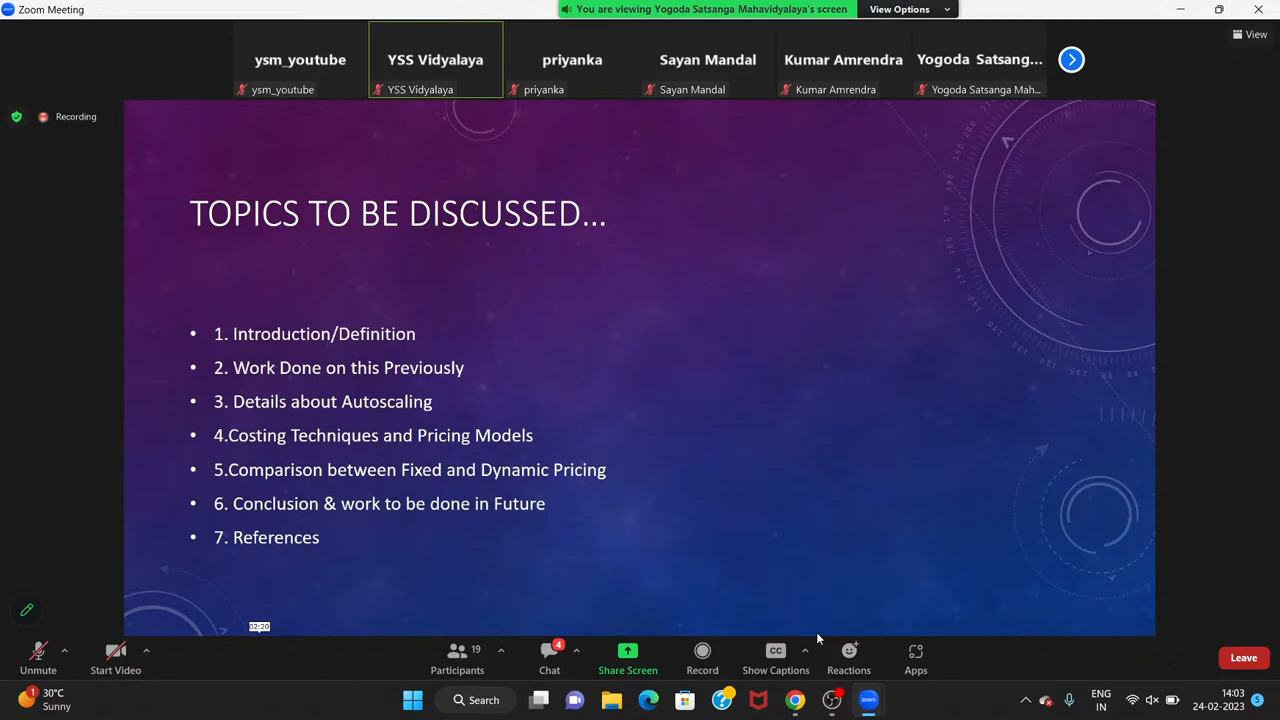 Zoom Meeting
You are viewing Yogoda Satsanga Mahavidyalaya's screen
View Options
View
ysm_youtube
YSS Vidyalaya
priyanka
Sayan Mandal
Kumar Amrendra
Yogoda Satsang...
ysm_youtube
YSS Vidyalaya
priyanka
Sayan Mandal
Kumar Amrendra
Yogoda Satsanga Mah...
Recording
TOPICS TO BE DISCUSSED...
• 1. Introduction/Definition
• 2. Work Done on this Previously
• 3. Details about Autoscaling
• 4.Costing Techniques and Pricing Models
• 5.Comparison between Fixed and Dynamic Pricing
• 6. Conclusion & work to be done in Future
• 7. References
02:20
Unmute
Start Video
Participants
19
Chat
4
Share Screen
Record
CC
Show Captions
Reactions
Apps
Leave
1
30°C
Sunny
Search
zoom
ENG
IN
14:03
24-02-2023
5